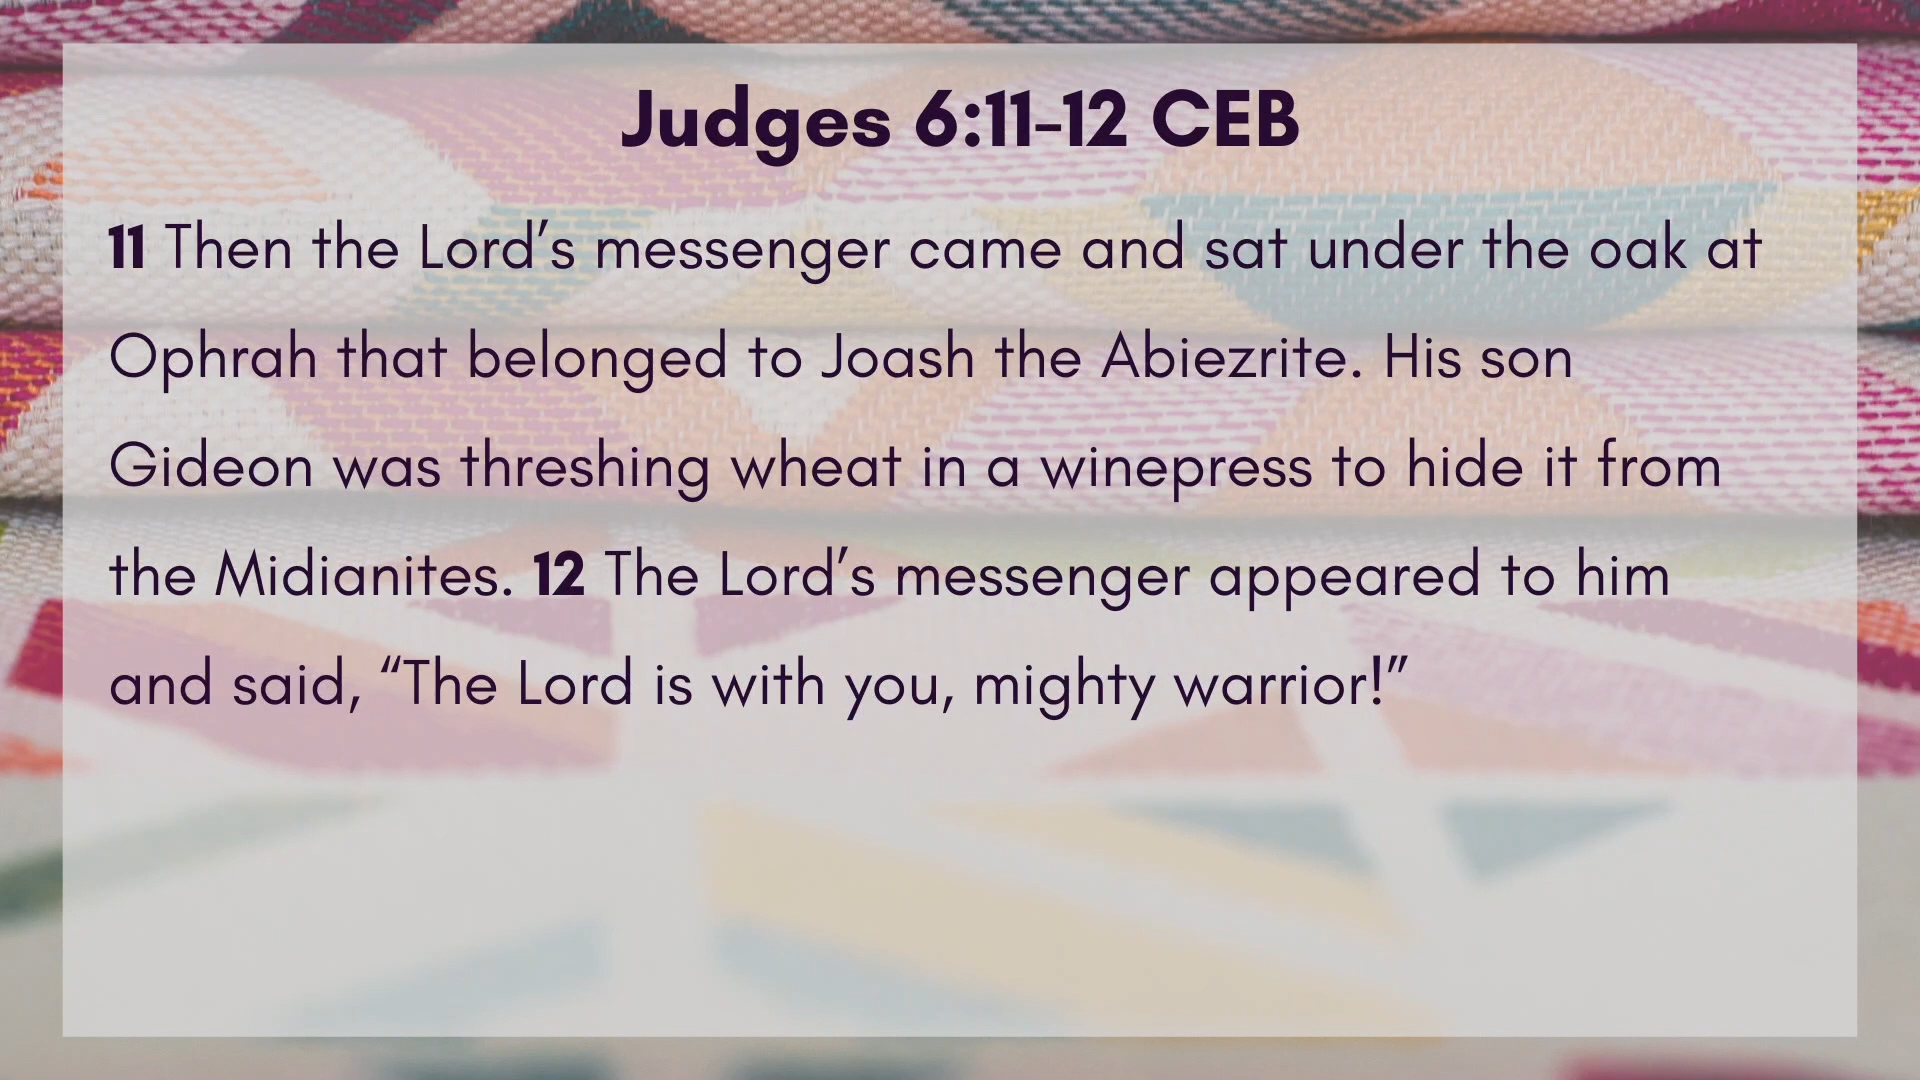 Judges 6:11-12 CEB
11 Then the Lord’s messenger came and sat under the oak at
Ophrah that belonged to Joash the Abiezrite. His son
Gideon was threshing wheat in a winepress to hide it from
the Midianites. 12 The Lord’s messenger appeared to him
and said, “The Lord is with you, mighty warrior!”